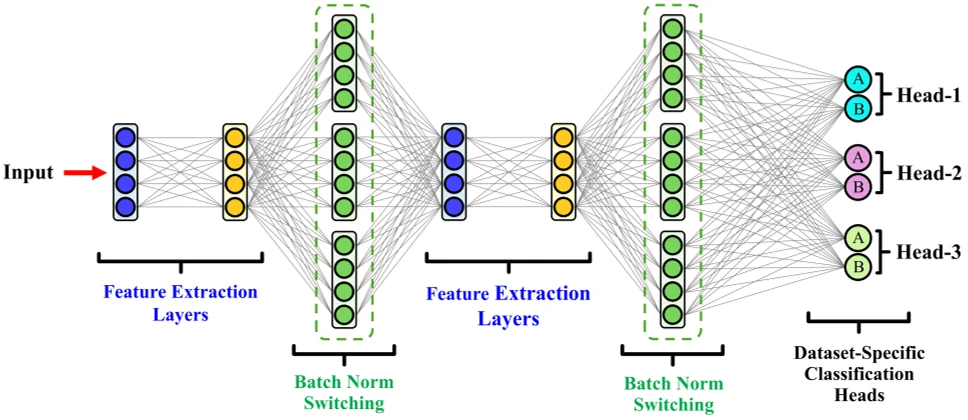 Input
Feature Extraction
Layers
Batch Norm
Switching
Feature Extraction
Layers
Batch Norm
Switching
A
B
Head-1
A
B
Head-2
A
B
Head-3
Dataset-Specific
Classification
Heads